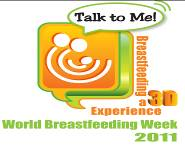 Talk to Me!
Breastfeeding
a 3D
Experience
World Breastfeeding Week
2011